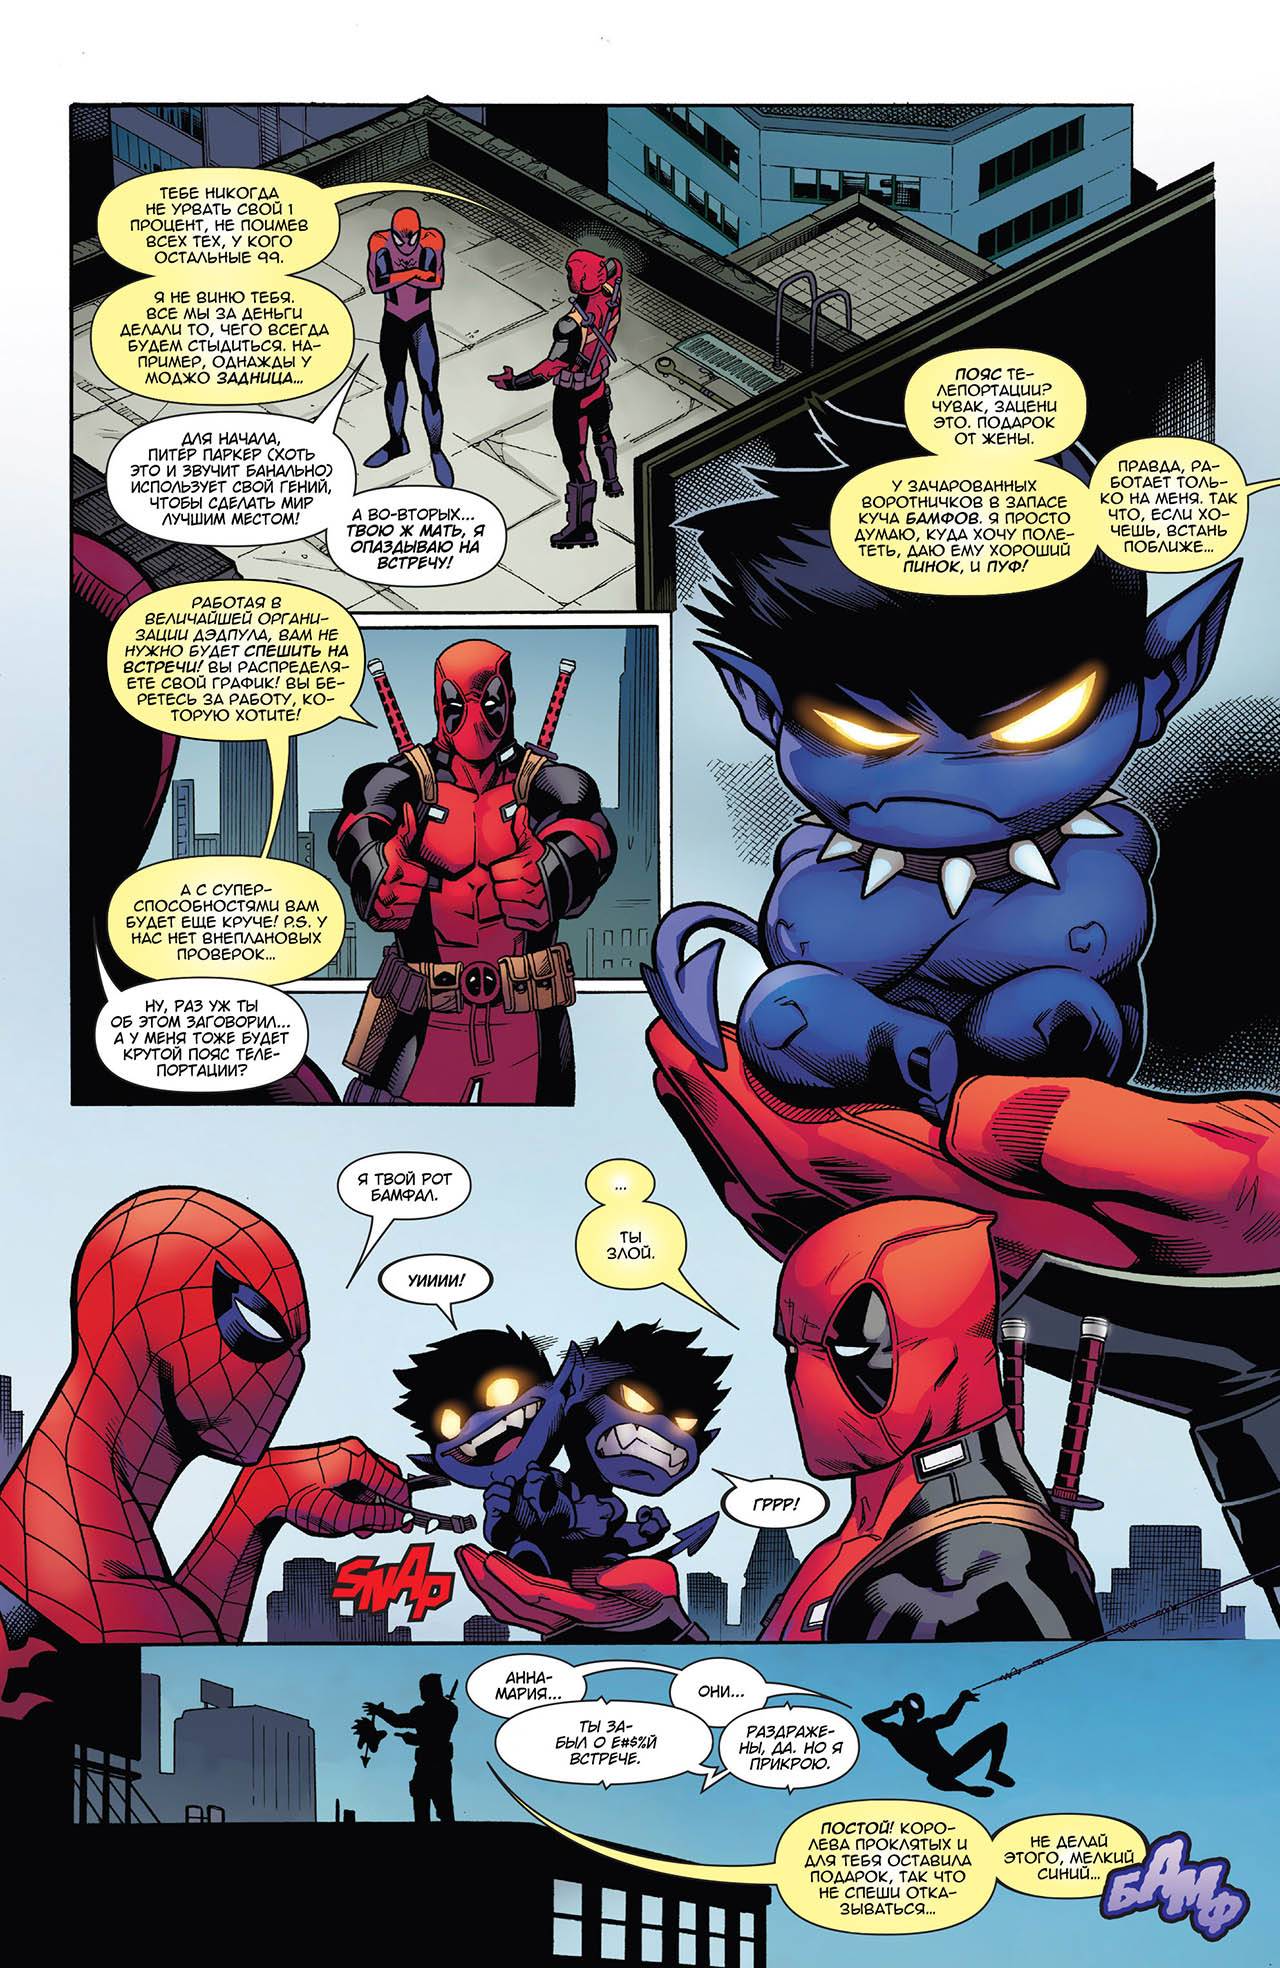 ТЕБЕ НИКОГДА
НЕ УРВАТЬ СВОЙ 1
ПРОЦЕНТ, НЕ ПОИМЕВ
ВСЕХ ТЕХ, У КОГО
ОСТАЛЬНЫЕ 99.
Я НЕ ВИНЮ ТЕБЯ.
ВСЕ МЫ ЗА ДЕНЬГИ
ДЕЛАЛИ ТО, ЧЕГО ВСЕГДА
БУДЕМ СТЫДИТЬСЯ. НА-
ПРИМЕР, ОДНАЖДЫ У
МОДЖО ЗАДНИЦА...
ДЛЯ НАЧАЛА,
ПИТЕР ПАРКЕР (ХОТЬ
ЭТО И ЗВУЧИТ БАНАЛЬНО)
ИСПОЛЬЗУЕТ СВОЙ ГЕНИЙ,
ЧТОБЫ СДЕЛАТЬ МИР
ЛУЧШИМ МЕСТОМ!
А ВО-ВТОРЫХ...
ТВОЮ Ж МАТЬ, Я
ОПАЗДЫВАЮ НА
ВСТРЕЧУ!
РАБОТАЯ В
ВЕЛИЧАЙШЕЙ ОРГАНИ-
ЗАЦИИ ДЭДПУЛА, ВАМ НЕ
НУЖНО БУДЕТ СПЕШИТЬ НА
ВСТРЕЧИ! ВЫ РАСПРЕДЕЛЯ-
ЕТЕ СВОЙ ГРАФИК! ВЫ БЕ-
РЕТЕСЬ ЗА РАБОТУ, КО-
ТОРУЮ ХОТИТЕ!
А С СУПЕР-
СПОСОБНОСТЯМИ ВАМ
БУДЕТ ЕЩЕ КРУЧЕ! P.S. У
НАС НЕТ ВНЕПЛАНОВЫХ
ПРОВЕРОК...
НУ, РАЗ УЖ ТЫ
ОБ ЭТОМ ЗАГОВОРИЛ...
А У МЕНЯ ТОЖЕ БУДЕТ
КРУТОЙ ПОЯС ТЕЛЕ-
ПОРТАЦИИ?
ПОЯС ТЕ-
ЛЕПОРТАЦИИ?
ЧУВАК, ЗАЦЕНИ
ЭТО. ПОДАРОК
ОТ ЖЕНЫ.
У ЗАЧАРОВАННЫХ
ВОРОТНИЧКОВ В ЗАПАСЕ
КУЧА БАМФОВ. Я ПРОСТО
ДУМАЮ, КУДА ХОЧУ ПОЛЕ-
ТЕТЬ, ДАЮ ЕМУ ХОРОШИЙ
ПИНОК, И ПУФ!
ПРАВДА, РА-
БОТАЕТ ТОЛЬ-
КО НА МЕНЯ. ТАК
ЧТО, ЕСЛИ ХО-
ЧЕШЬ, ВСТАНЬ
ПОБЛИЖЕ...
Я ТВОЙ РОТ
БАМФАЛ.
УИИИИ!
...
ТЫ
ЗЛОЙ.
ГРРР!
SNAP
АННА-
МАРИЯ...
ОНИ...
ТЫ ЗА-
БЫЛ О Е#$%Й
ВСТРЕЧЕ.
РАЗДРАЖЕ-
НЫ, ДА. НО Я
ПРИКРОЮ.
ПОСТОЙ! КОРО-
ЛЕВА ПРОКЛЯТЫХ И
ДЛЯ ТЕБЯ ОСТАВИЛА
ПОДАРОК, ТАК ЧТО
НЕ СПЕШИ ОТКА-
ЗЫВАТЬСЯ...
НЕ ДЕЛАЙ
ЭТОГО, МЕЛКИЙ
СИНИЙ...
БАМФ